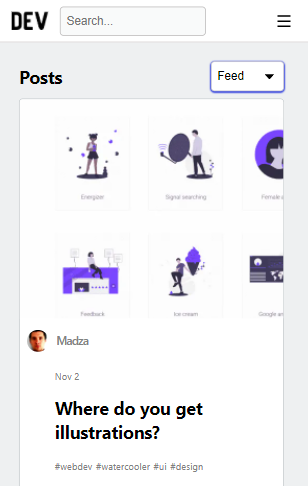 DEV
Search...
Posts
Feed
Energizer
Signal searching
Female a
Feedback
Ice cream
Google an
Madza
Nov 2
Where do you get
illustrations?
#webdev #watercooler #ui #design